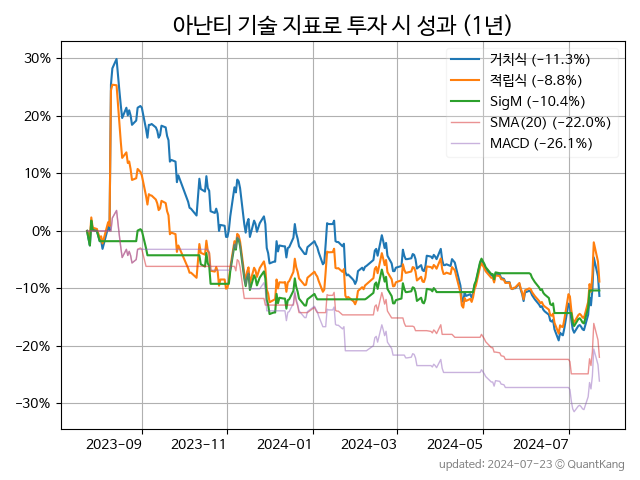 아난티 기술 지표로 투자 시 성과 (1년)
거치식 (−11.3%)
적립식 (−8.8%)
SigM (−10.4%)
SMA(20) (−22.0%)
MACD (−26.1%)
30%
20%
10%
0%
−10%
−20%
−30%
2023-09 2023-11 2024-01 2024-03 2024-05 2024-07
updated: 2024-07-23 © QuantKang